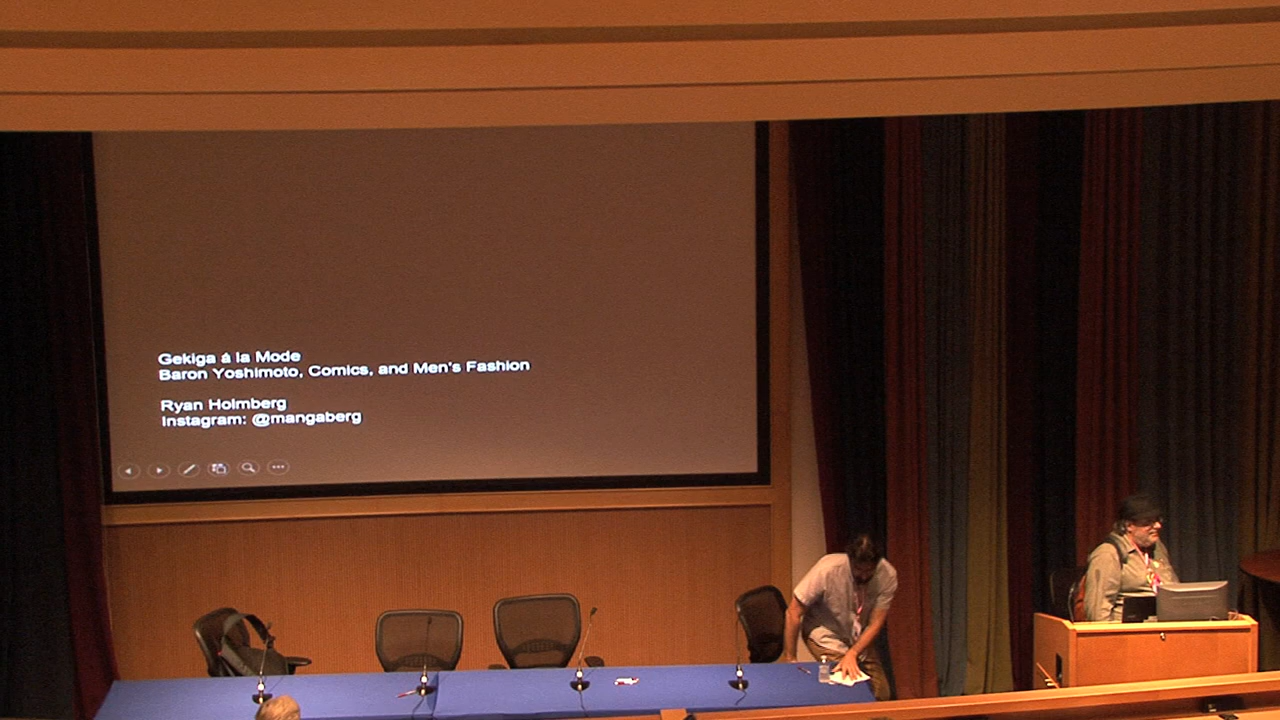 Gekiga á la Mode
Baron Yoshimoto, Comics, and Men's Fashion
Ryan Holmberg
Instagram: @mangaberg